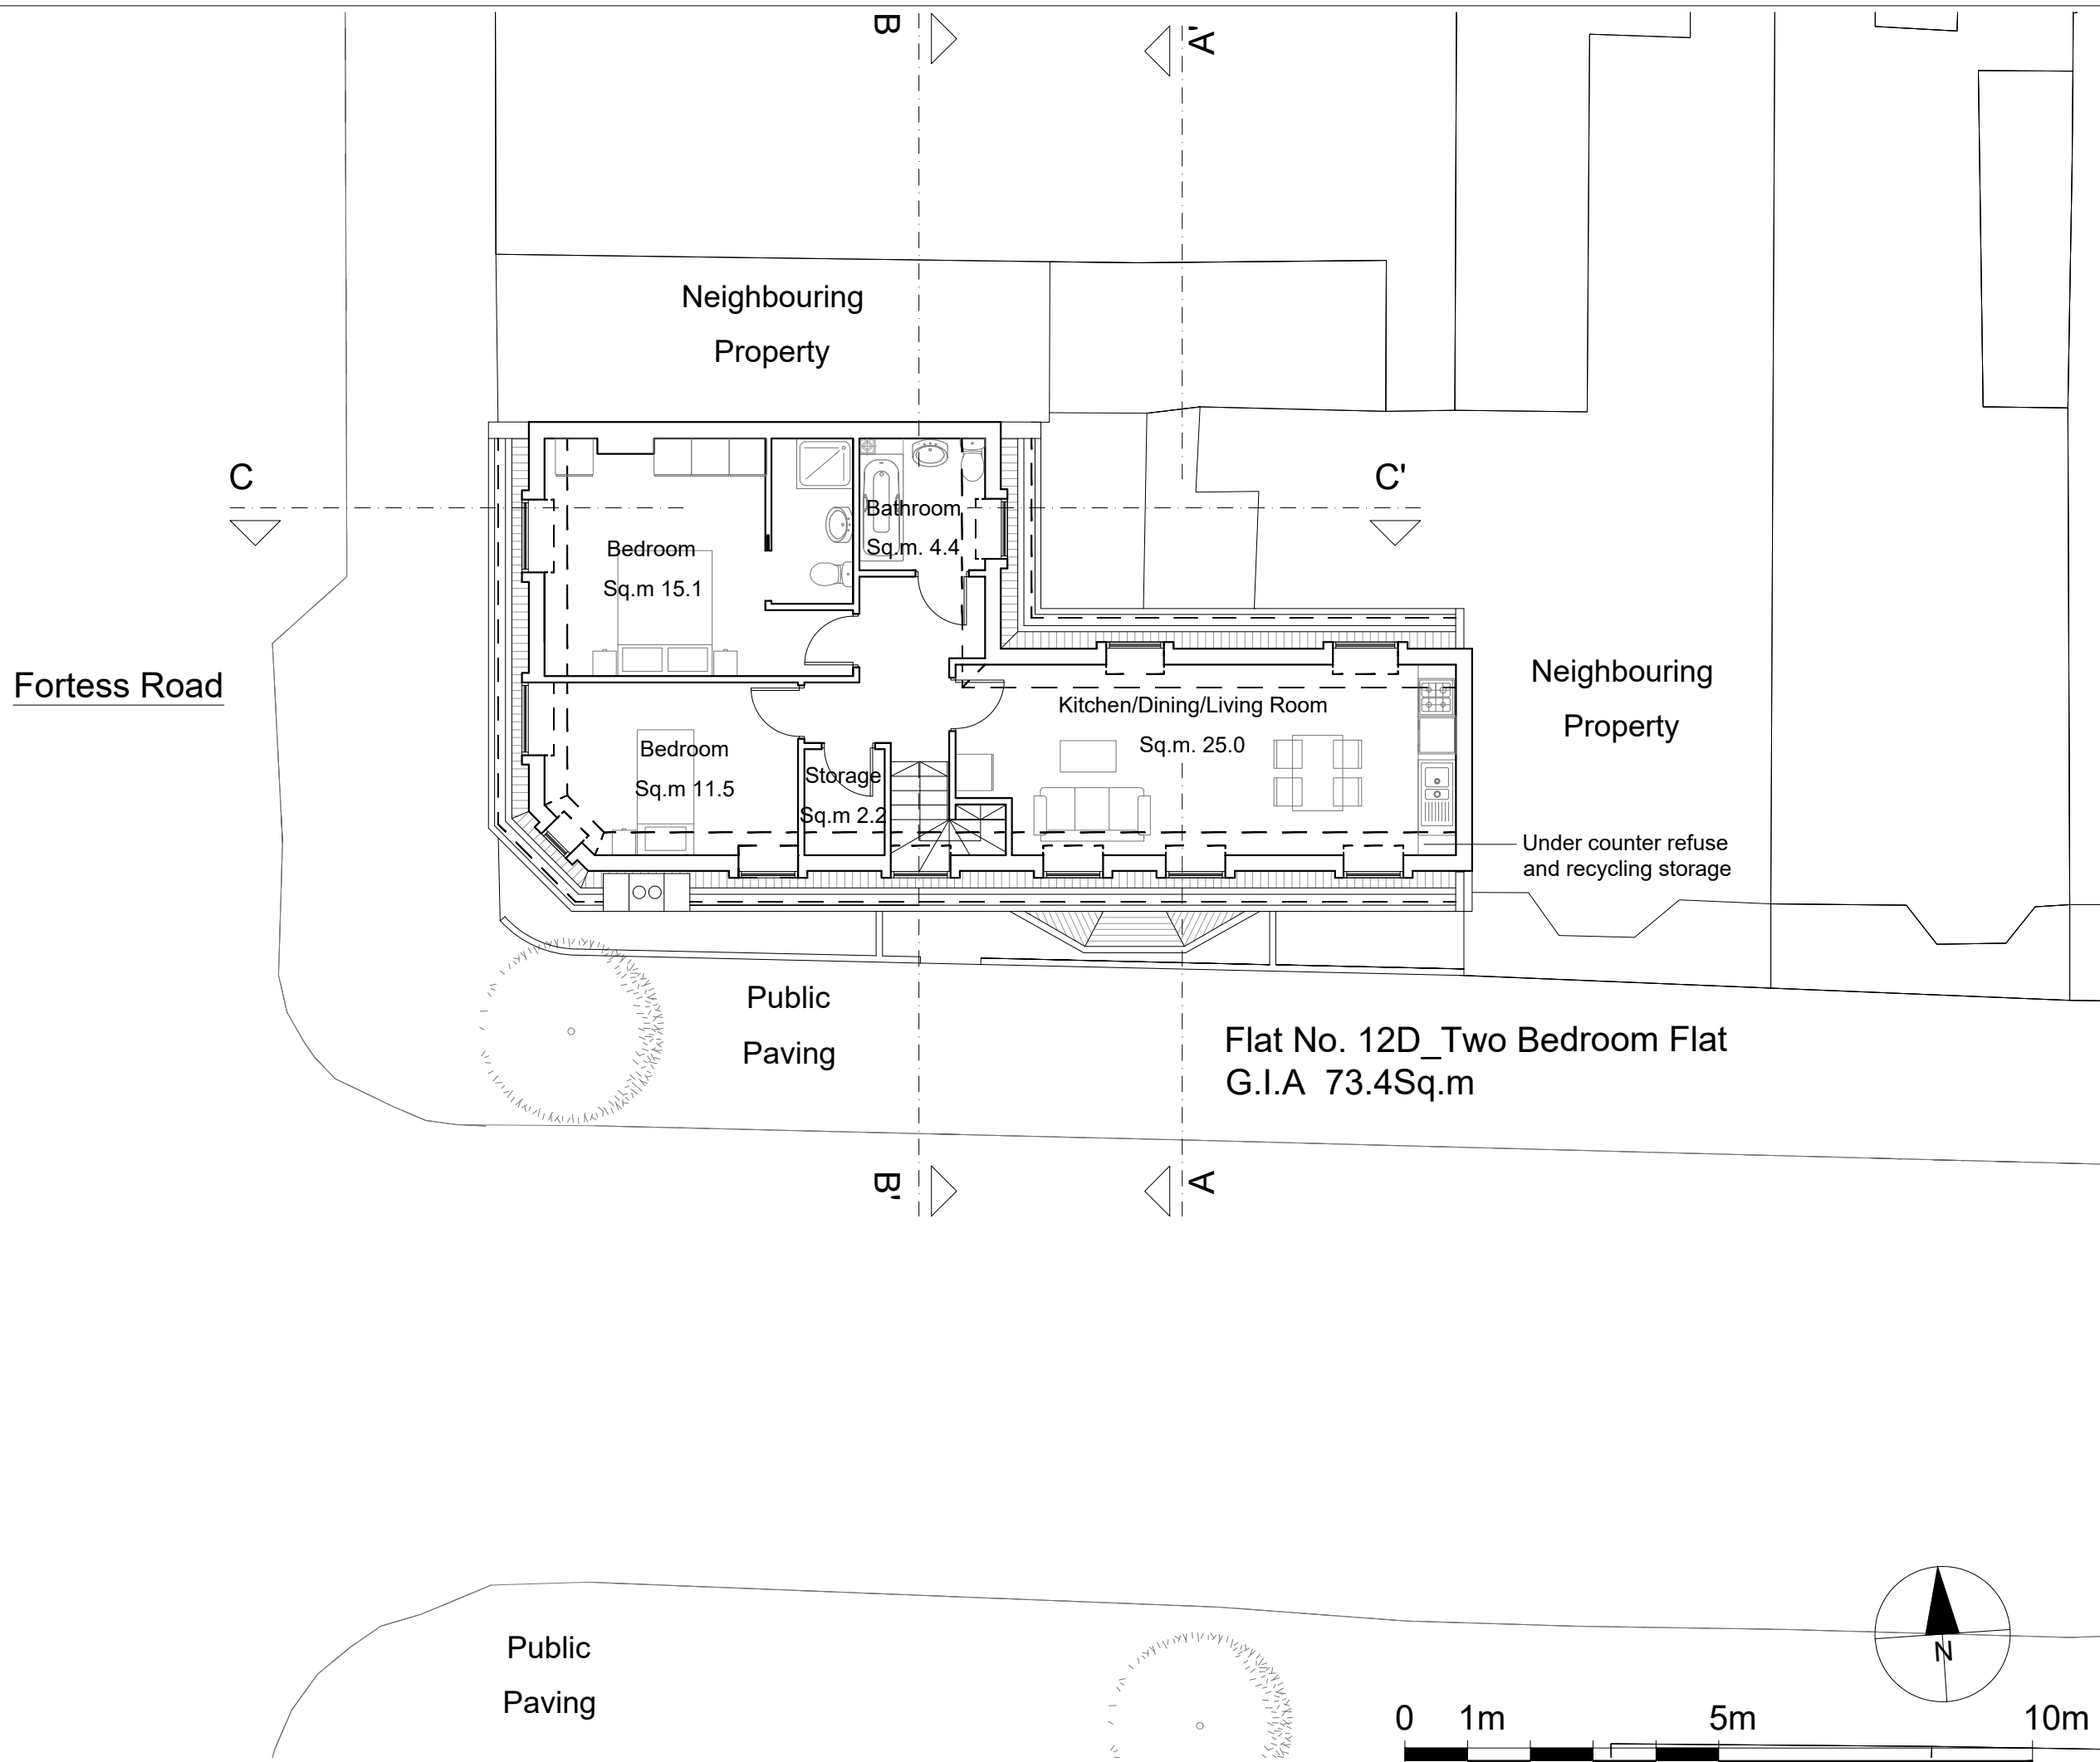 B
A'
Neighbouring
Property
C
C'
Bathroom
Sq.m. 4.4
Bedroom
Sq.m 15.1
Fortess Road
Neighbouring
Property
Kitchen/Dining/Living Room
Sq.m. 25.0
Bedroom
Sq.m 11.5
Storage
Sq.m 2.2
Under counter refuse
and recycling storage
Public
Paving
Flat No. 12D_Two Bedroom Flat
G.I.A 73.4Sq.m
B'
A
Public
Paving
N
0 1m 5m 10m